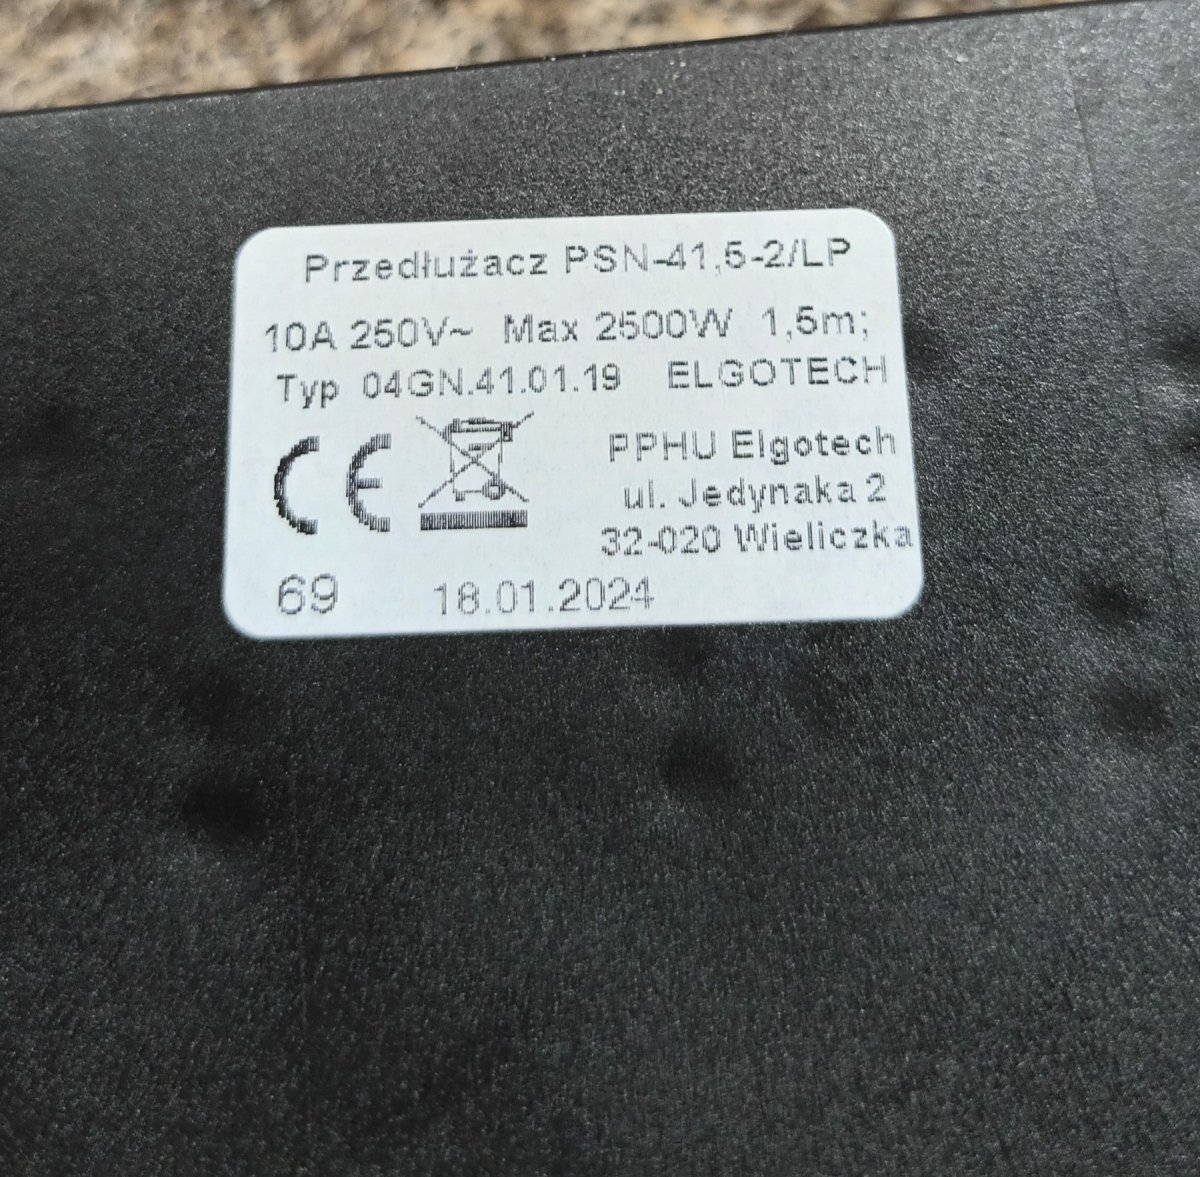 Przedłużacz PSN-41,5-2/LP
10A 250V~ Max 2500W 1,5m;
Typ 04GN.41.01.19 ELGOTECH
CE
PPHU Elgotech
ul. Jedynaka 2
32-020 Wieliczka
69 18.01.2024